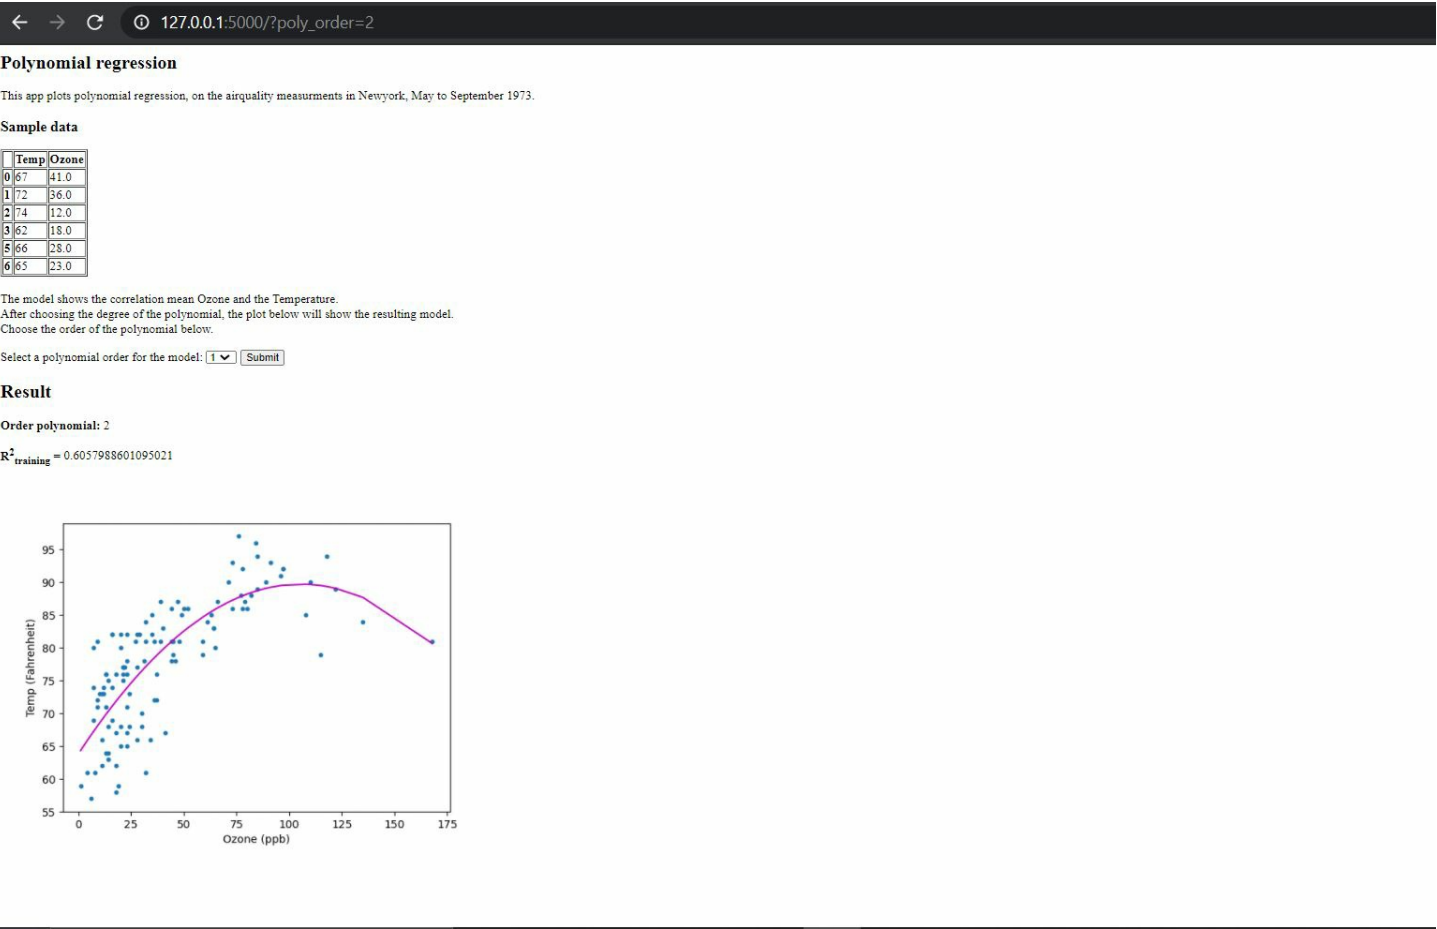 127.0.0.1:5000/?poly_order=2
Polynomial regression
This app plots polynomial regression, on the airquality measurments in Newyork, May to September 1973.
Sample data
Temp Ozone
0 67 41.0
1 72 36.0
2 74 12.0
3 62 18.0
5 66 28.0
6 65 23.0
The model shows the correlation mean Ozone and the Temperature.
After choosing the degree of the polynomial, the plot below will show the resulting model.
Choose the order of the polynomial below.
Select a polynomial order for the model: 1 Submit
Result
Order polynomial: 2
R2training = 0.6057988601095021
95
90
85
80
75
70
65
60
55
Temp (Fahrenheit)
0 25 50 75 100 125 150 175
Ozone (ppb)